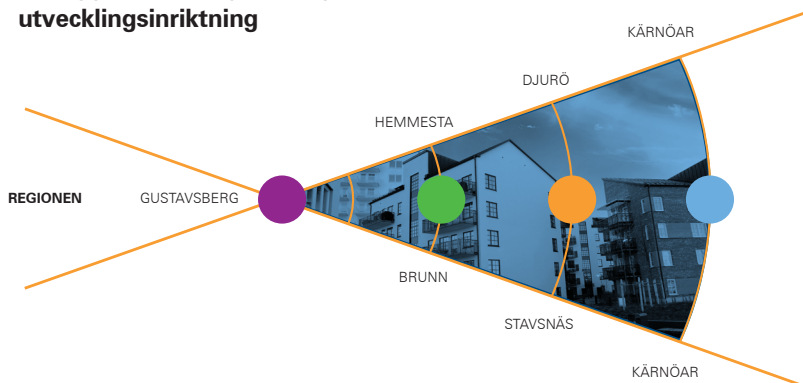 utvecklingsinriktning
KÄRNÖAR
DJURÖ
HEMMESTA
REGIONEN
GUSTAVSBERG
BRUNN
STAVSNÄS
KÄRNÖAR